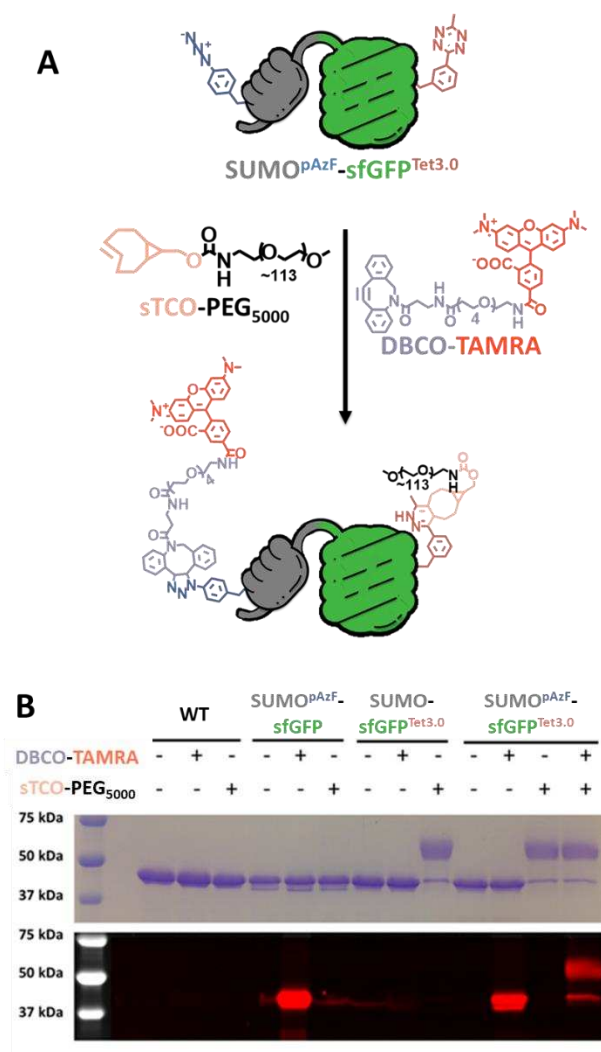 A
SUMOpAzF-sfGFPTet3.0
sTCO-PEG5000
~113
DBCO-TAMRA
4
~113
4
B
WT
SUMOpAzF-
sfGFP
SUMO-
sfGFPTet3.0
SUMOpAzF-
sfGFPTet3.0
DBCO-TAMRA - + - - + - - + - - + - +
sTCO-PEG5000 - - + - - + - - + - - + +
75 kDa
50 kDa
37 kDa
75 kDa
50 kDa
37 kDa